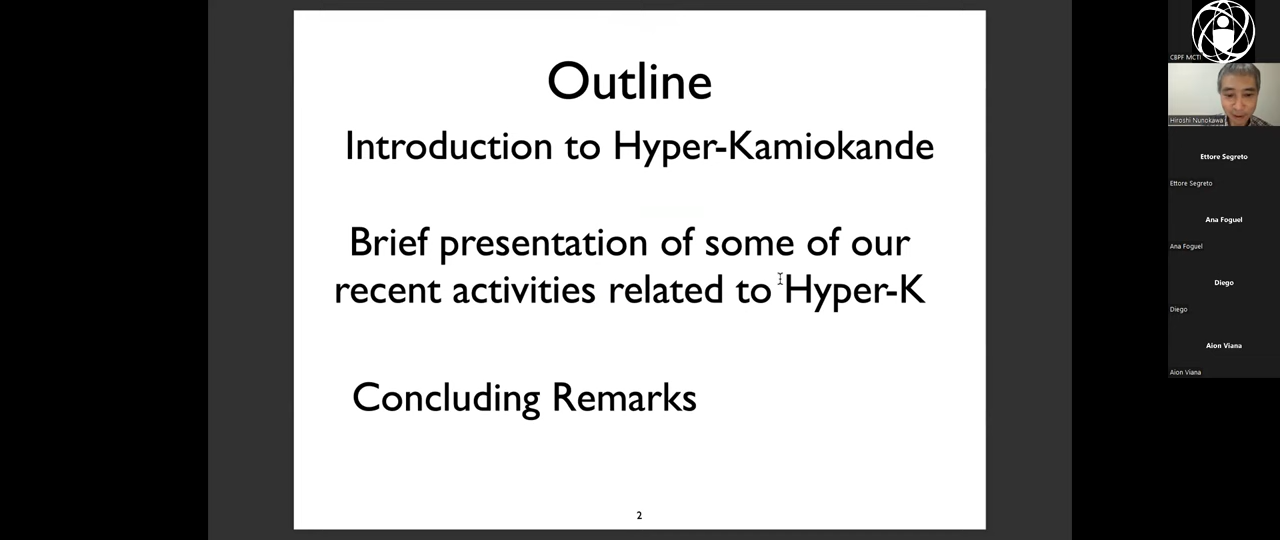 Outline
Introduction to Hyper-Kamiokande
Brief presentation of some of our
recent activities related to Hyper-K
Concluding Remarks
2
CBPF MCTI
Hiroshi Nunokawa
Ettore Segreto
Ettore Segreto
Ana Foguel
Ana Foguel
Diego
Diego
Aion Viana
Aion Viana